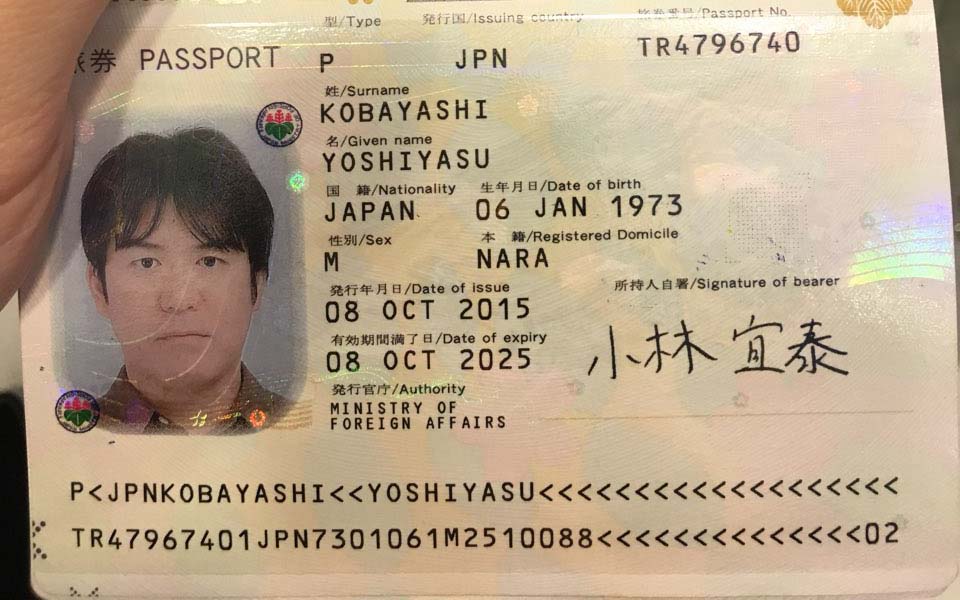 型/Type 発行国/Issuing country 旅券番号/Passport No.
旅券 PASSPORT P JPN TR4796740
姓/Surname
KOBAYASHI
名/Given name
YOSHIYASU
国 籍/Nationality 生年月日/Date of birth
JAPAN 06 JAN 1973
性別/Sex 本 籍/Registered Domicile
M NARA
発行年月日/Date of issue 所持人自署/Signature of bearer
08 OCT 2015
有効期間満了日/Date of expiry
08 OCT 2025
小林 宜泰
発行官庁/Authority
MINISTRY OF
FOREIGN AFFAIRS
P<JPNKOBAYASHI<<YOSHIYASU<<<<<<<<<<<<<<<<<<<
TR47967401JPN7301061M2510088<<<<<<<<<<<<<<02